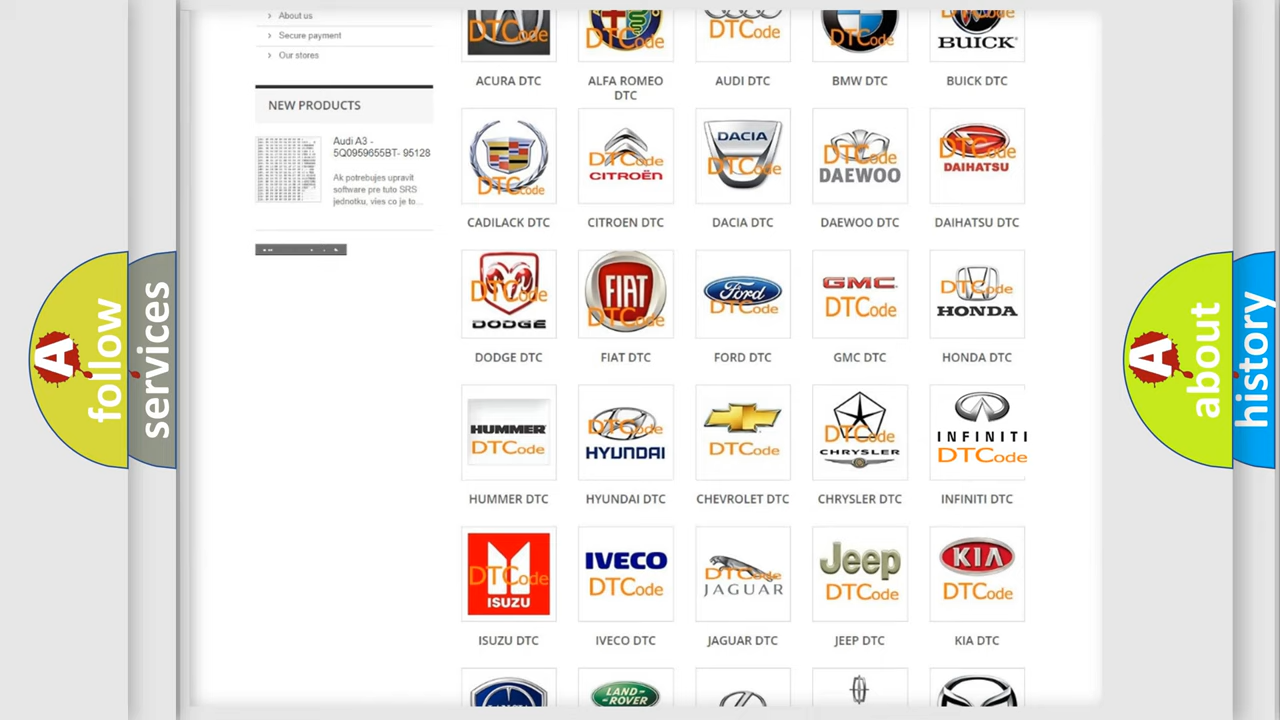 About us
Secure payment
Our stores
NEW PRODUCTS
Audi A3 -
5Q0959655BT- 95128
Ak potrebujes upravit
software pre tuto SRS
jednotku, vies co je to...
DTCode
DTCode
DTCode
DTCode
DTCode
BUICK
ACURA DTC
ALFA ROMEO
DTC
AUDI DTC
BMW DTC
BUICK DTC
DTCode
DTCode
CITROËN
DACIA
DTCode
DTCode
DAEWOO
DTCode
DAIHATSU
CADILACK DTC
CITROEN DTC
DACIA DTC
DAEWOO DTC
DAIHATSU DTC
DTCode
DODGE
FIAT
DTCode
Ford
DTCode
GMC
DTCode
DTCode
HONDA
DODGE DTC
FIAT DTC
FORD DTC
GMC DTC
HONDA DTC
HUMMER
DTCode
DTCode
HYUNDAI
DTCode
DTCode
CHRYSLER
INFINITI
DTCode
HUMMER DTC
HYUNDAI DTC
CHEVROLET DTC
CHRYSLER DTC
INFINITI DTC
DTCode
ISUZU
IVECO
DTCode
DTCode
JAGUAR
Jeep
DTCode
KIA
DTCode
ISUZU DTC
IVECO DTC
JAGUAR DTC
JEEP DTC
KIA DTC
LAND-
ROVER
A
follow
services
A
about
history